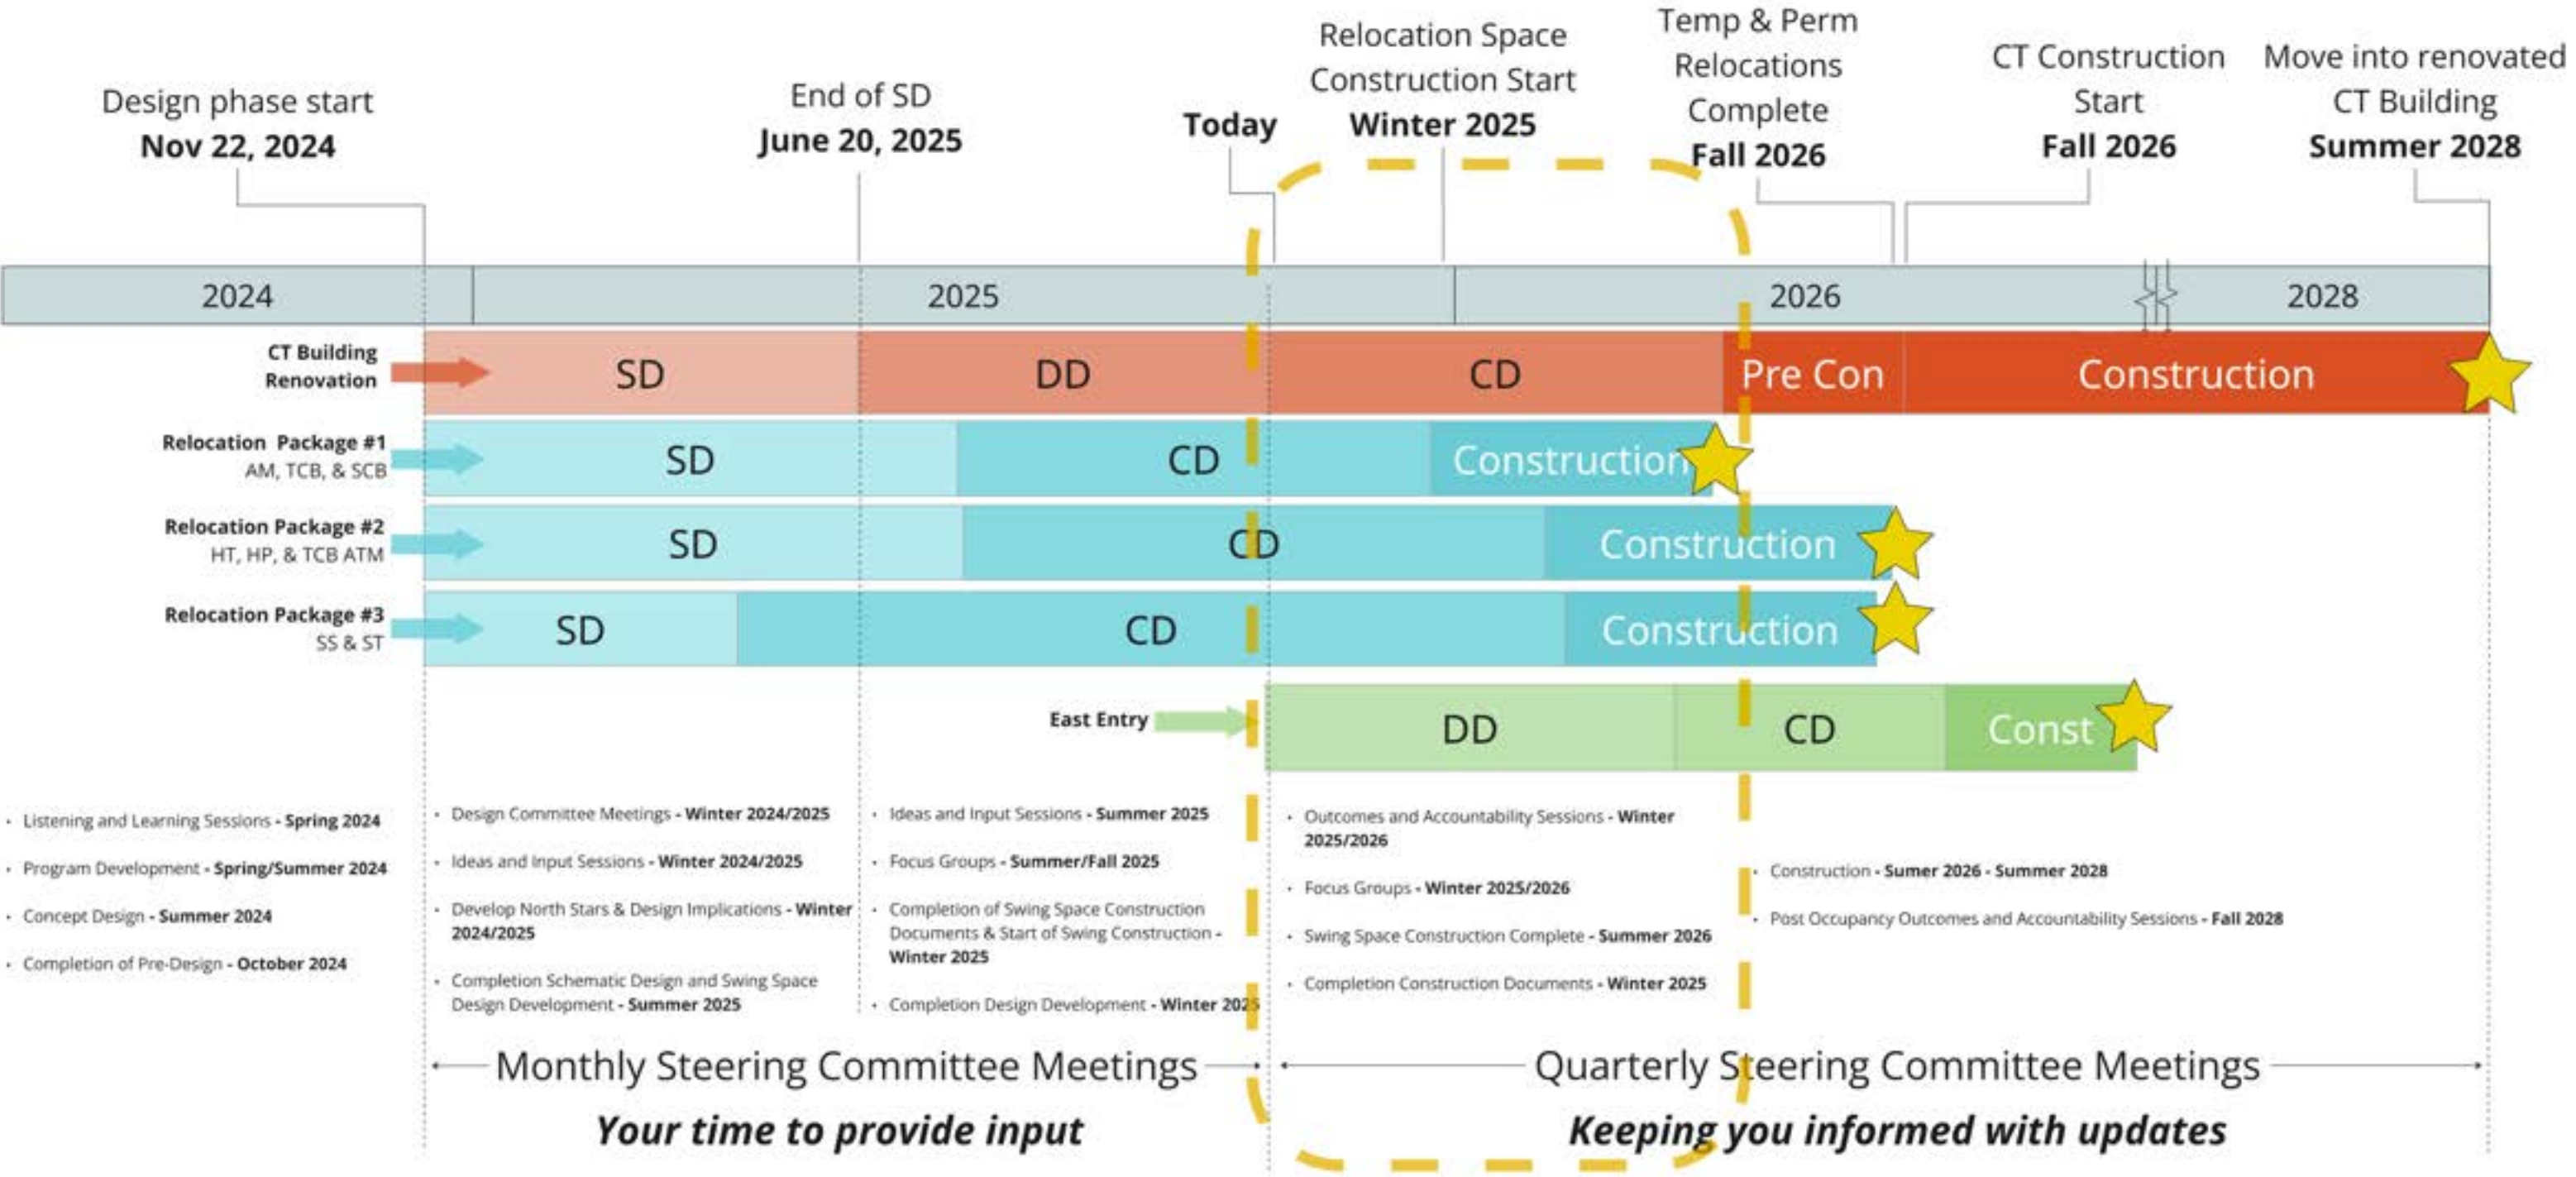 Design phase start
Nov 22, 2024
End of SD
June 20, 2025
Today
Relocation Space
Construction Start
Winter 2025
Temp & Perm
Relocations
Complete
Fall 2026
CT Construction
Start
Fall 2026
Move into renovated
CT Building
Summer 2028
2024
2025
2026
2028
CT Building
Renovation
SD
DD
CD
Pre Con
Construction
Relocation Package #1
AM, TCB, & SCB
SD
CD
Construction
Relocation Package #2
HT, HP, & TCB ATM
SD
CD
Construction
Relocation Package #3
SS & ST
SD
CD
Construction
East Entry
DD
CD
Const
• Listening and Learning Sessions - Spring 2024
• Program Development - Spring/Summer 2024
• Concept Design - Summer 2024
• Completion of Pre-Design - October 2024
• Design Committee Meetings - Winter 2024/2025
• Ideas and Input Sessions - Winter 2024/2025
• Develop North Stars & Design Implications - Winter
2024/2025
• Completion Schematic Design and Swing Space
Design Development - Summer 2025
• Ideas and Input Sessions - Summer 2025
• Focus Groups - Summer/Fall 2025
• Completion of Swing Space Construction
Documents & Start of Swing Construction -
Winter 2025
• Completion Design Development - Winter 2025
• Outcomes and Accountability Sessions - Winter
2025/2026
• Focus Groups - Winter 2025/2026
• Swing Space Construction Complete - Summer 2026
• Completion Construction Documents - Winter 2025
• Construction - Sumer 2026 - Summer 2028
• Post Occupancy Outcomes and Accountability Sessions - Fall 2028
Monthly Steering Committee Meetings
Your time to provide input
Quarterly Steering Committee Meetings
Keeping you informed with updates